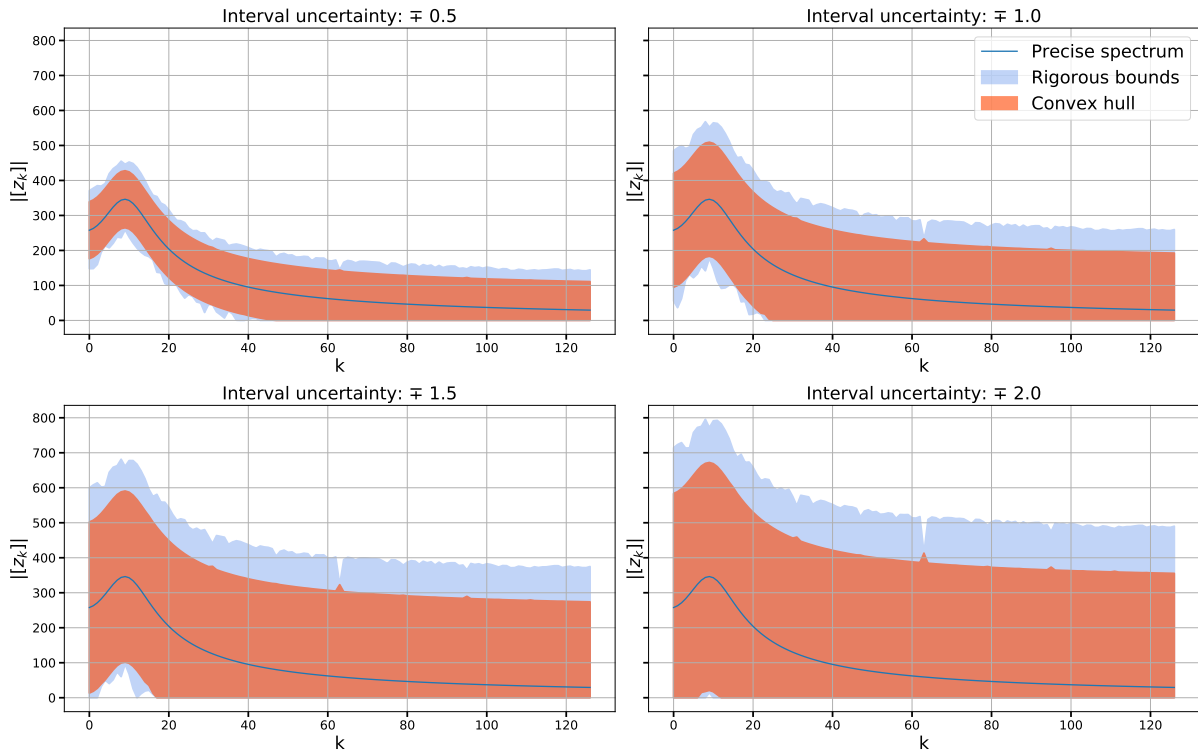 Interval uncertainty: ∓ 0.5
800
700
600
500
400
300
200
100
0
|[z_k]|
0 20 40 60 80 100 120
k
Interval uncertainty: ∓ 1.0
|[z_k]|
Precise spectrum
Rigorous bounds
Convex hull
0 20 40 60 80 100 120
k
Interval uncertainty: ∓ 1.5
800
700
600
500
400
300
200
100
0
|[z_k]|
0 20 40 60 80 100 120
k
Interval uncertainty: ∓ 2.0
|[z_k]|
0 20 40 60 80 100 120
k